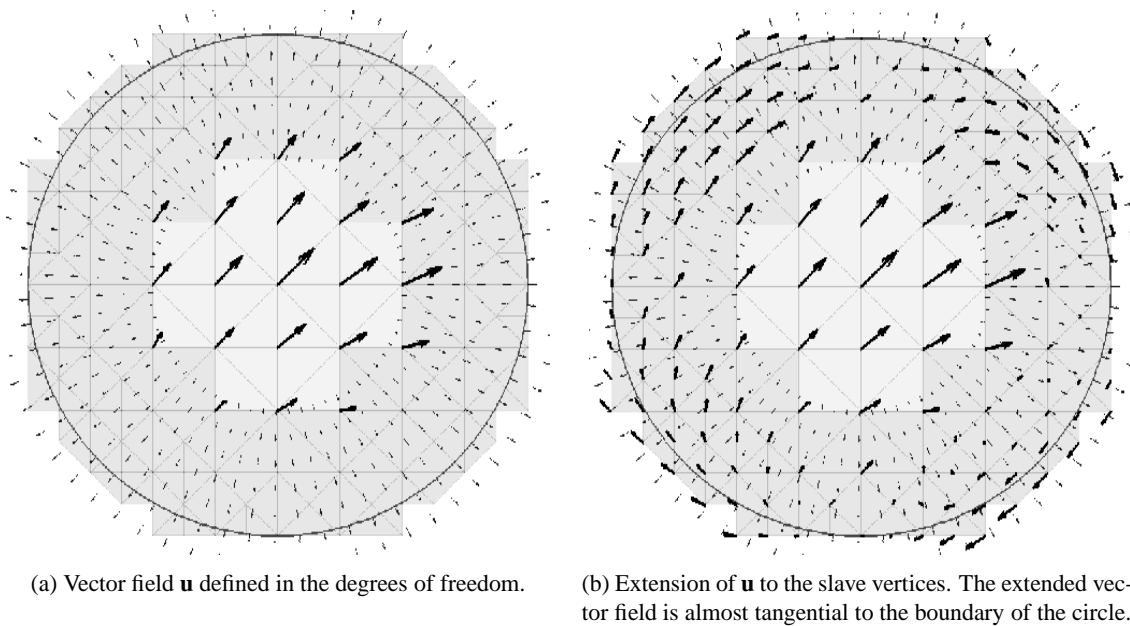 (a) Vector field u defined in the degrees of freedom.
(b) Extension of u to the slave vertices. The extended vec-
tor field is almost tangential to the boundary of the circle.